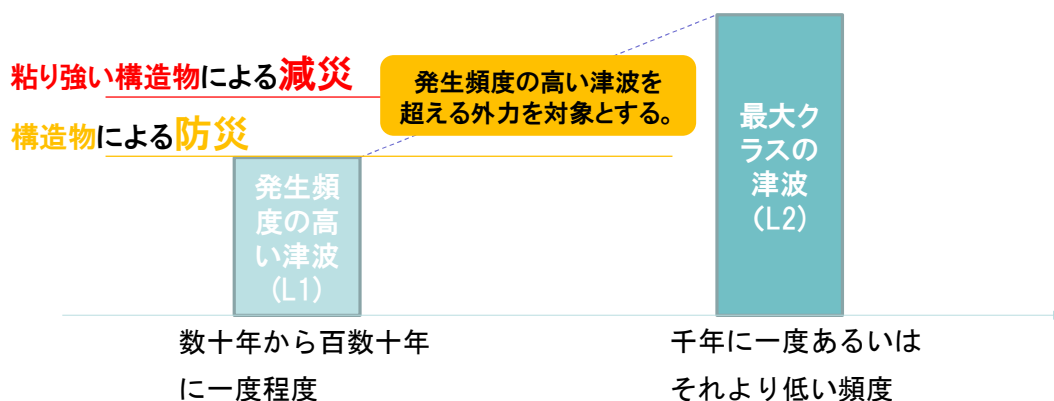 粘り強い構造物による減災
構造物による防災
発生頻度の高い津波を
超える外力を対象とする。
発生頻
度の高
い津波
(L1)
最大ク
ラスの
津波
(L2)
数十年から百数十年
に一度程度
千年に一度あるいは
それより低い頻度